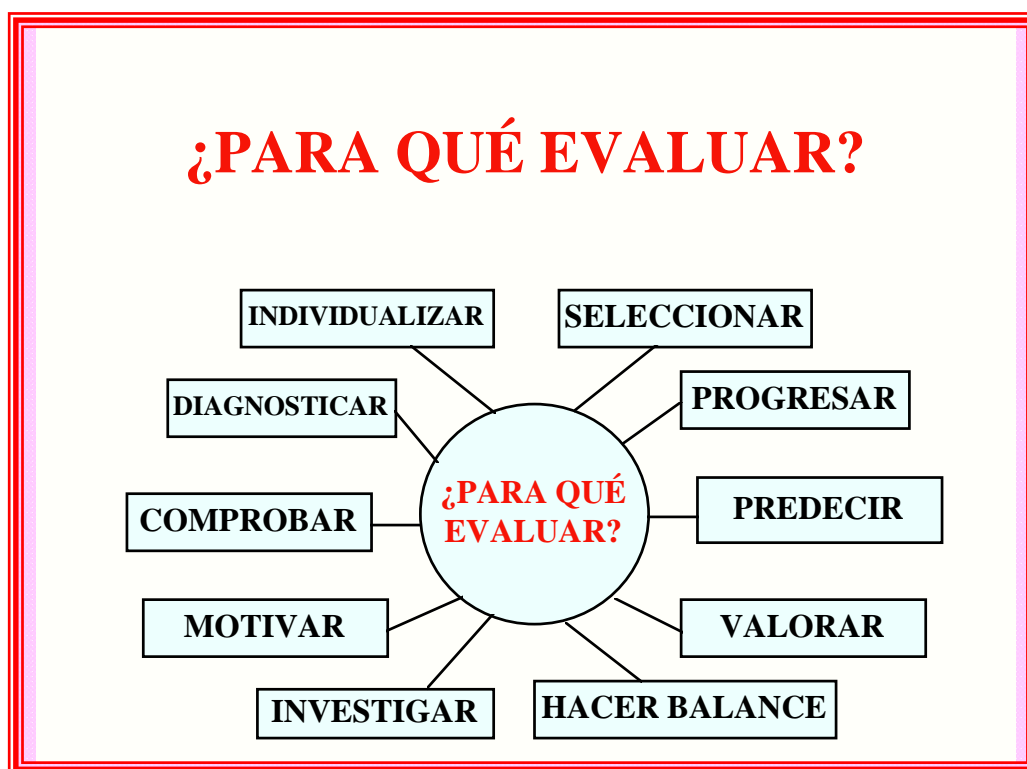 ¿PARA QUÉ EVALUAR?
INDIVIDUALIZAR
SELECCIONAR
DIAGNOSTICAR
PROGRESAR
¿PARA QUÉ
EVALUAR?
COMPROBAR
PREDECIR
MOTIVAR
VALORAR
INVESTIGAR
HACER BALANCE